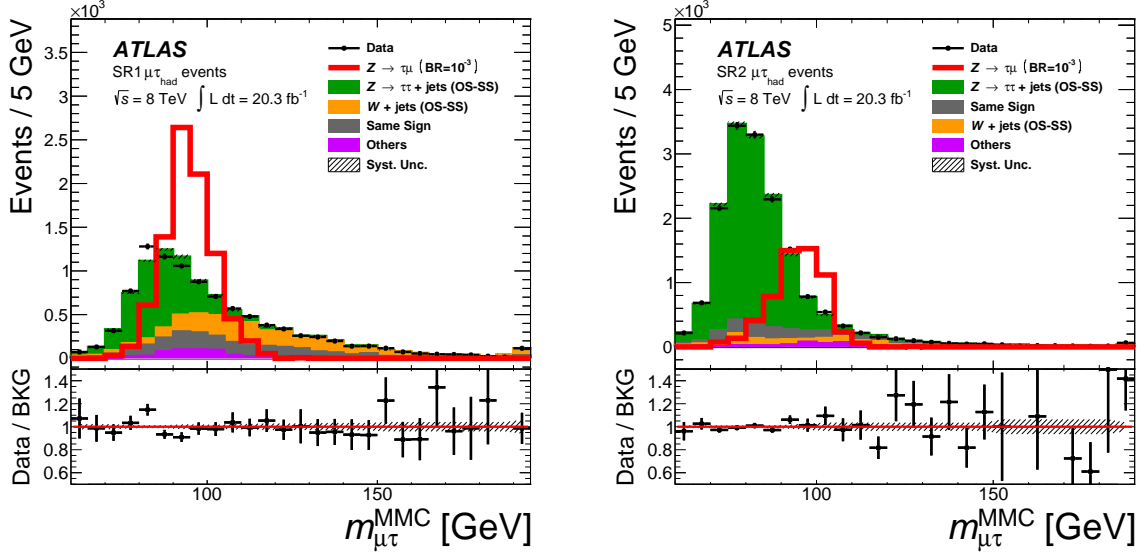 ×10³
3.5
3
2.5
2
1.5
1
0.5
0
Events / 5 GeV
ATLAS
SR1 μτhad events
√s = 8 TeV ∫ L dt = 20.3 fb-1
Data
Z → τμ (BR=10-3)
Z → ττ + jets (OS-SS)
W + jets (OS-SS)
Same Sign
Others
Syst. Unc.
1.4
1.2
1.0
0.8
0.6
Data / BKG
100
150
mμτMMC [GeV]
×10³
5
4
3
2
1
0
Events / 5 GeV
ATLAS
SR2 μτhad events
√s = 8 TeV ∫ L dt = 20.3 fb-1
Data
Z → τμ (BR=10-3)
Z → ττ + jets (OS-SS)
Same Sign
W + jets (OS-SS)
Others
Syst. Unc.
1.4
1.2
1.0
0.8
0.6
Data / BKG
100
150
mμτMMC [GeV]